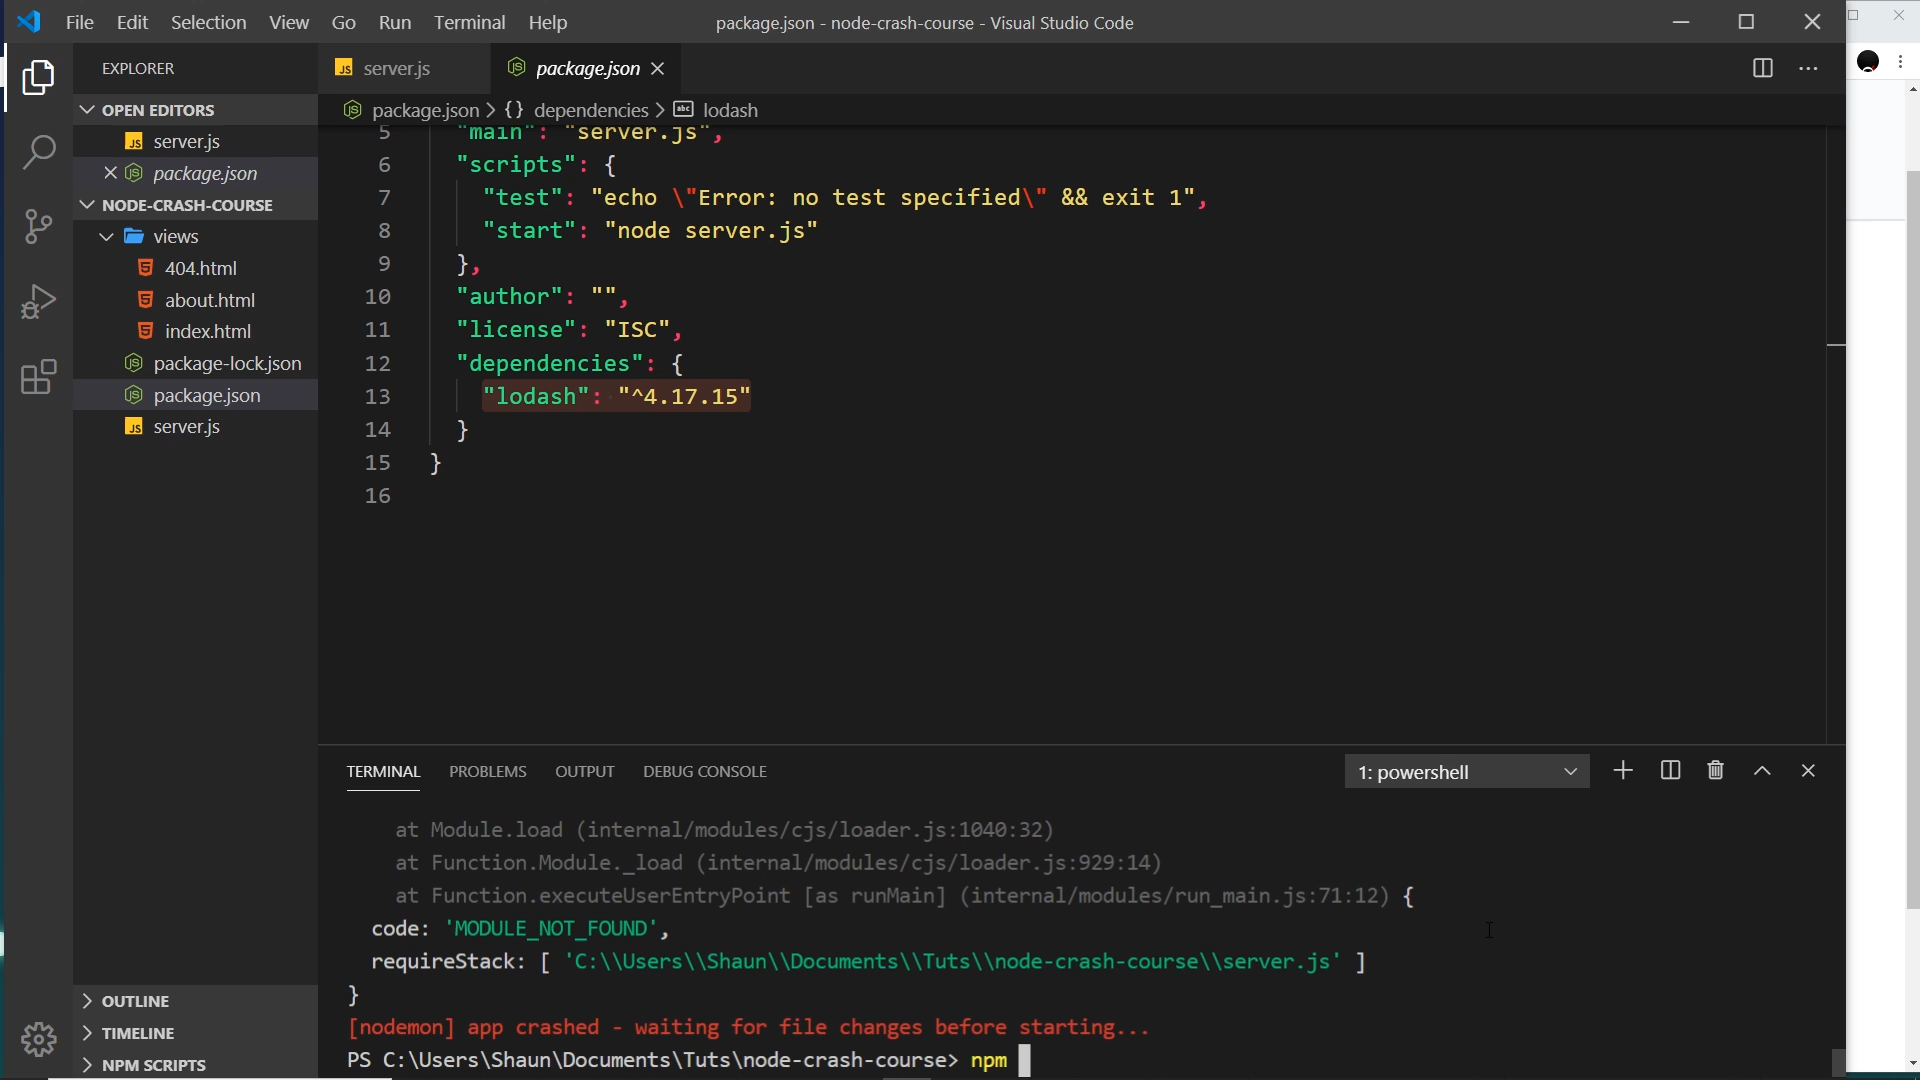 File Edit Selection View Go Run Terminal Help
package.json - node-crash-course - Visual Studio Code
EXPLORER
OPEN EDITORS
JS server.js
package.json
NODE-CRASH-COURSE
views
404.html
about.html
index.html
package-lock.json
package.json
JS server.js
OUTLINE
TIMELINE
NPM SCRIPTS
JS server.js
package.json
package.json > {} dependencies > abc lodash
5 "main": "server.js",
6 "scripts": {
7 "test": "echo \"Error: no test specified\" && exit 1",
8 "start": "node server.js"
9 },
10 "author": "",
11 "license": "ISC",
12 "dependencies": {
13 "lodash": "^4.17.15"
14 }
15 }
16
TERMINAL PROBLEMS OUTPUT DEBUG CONSOLE
1: powershell
at Module.load (internal/modules/cjs/loader.js:1040:32)
at Function.Module._load (internal/modules/cjs/loader.js:929:14)
at Function.executeUserEntryPoint [as runMain] (internal/modules/run_main.js:71:12) {
code: 'MODULE_NOT_FOUND',
requireStack: [ 'C:\\Users\\Shaun\\Documents\\Tuts\\node-crash-course\\server.js' ]
}
[nodemon] app crashed - waiting for file changes before starting...
PS C:\Users\Shaun\Documents\Tuts\node-crash-course> npm